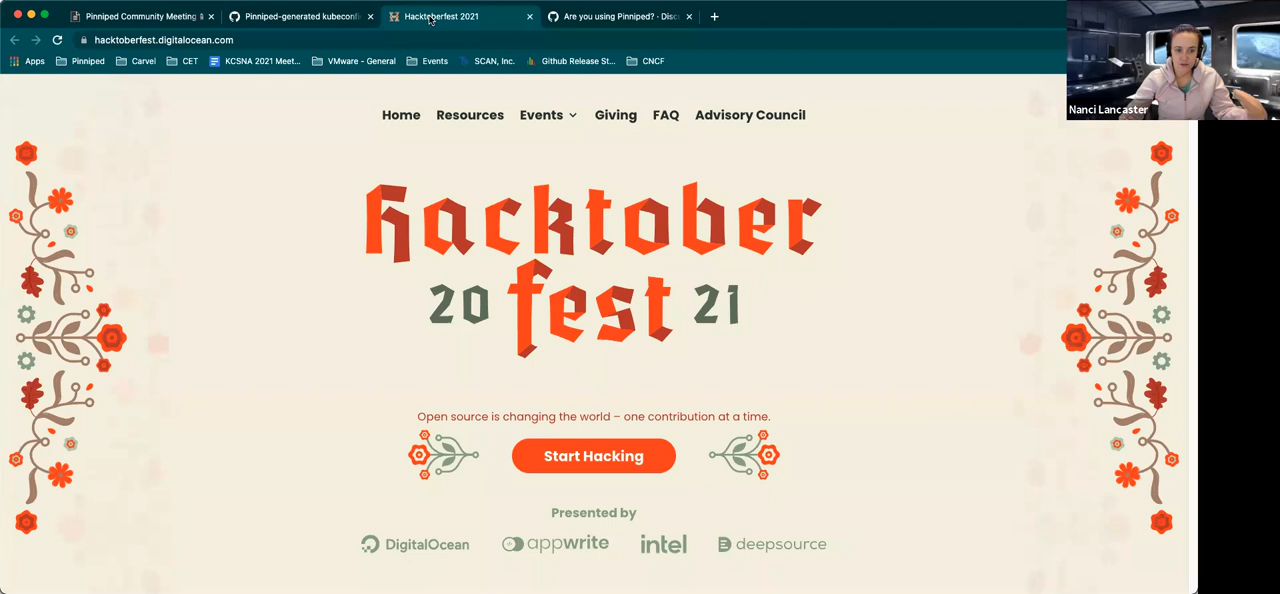 Pinniped Community Meeting
Pinniped-generated kubeconfi
Hacktoberfest 2021
Are you using Pinniped? · Disc
hacktoberfest.digitalocean.com
Apps
Pinniped
Carvel
CET
KCSNA 2021 Meet...
VMware - General
Events
SCAN, Inc.
Github Release St...
CNCF
Nanci Lancaster
Home
Resources
Events
Giving
FAQ
Advisory Council
hacktober
20 fest 21
Open source is changing the world – one contribution at a time.
Start Hacking
Presented by
DigitalOcean
appwrite
intel
deepsource